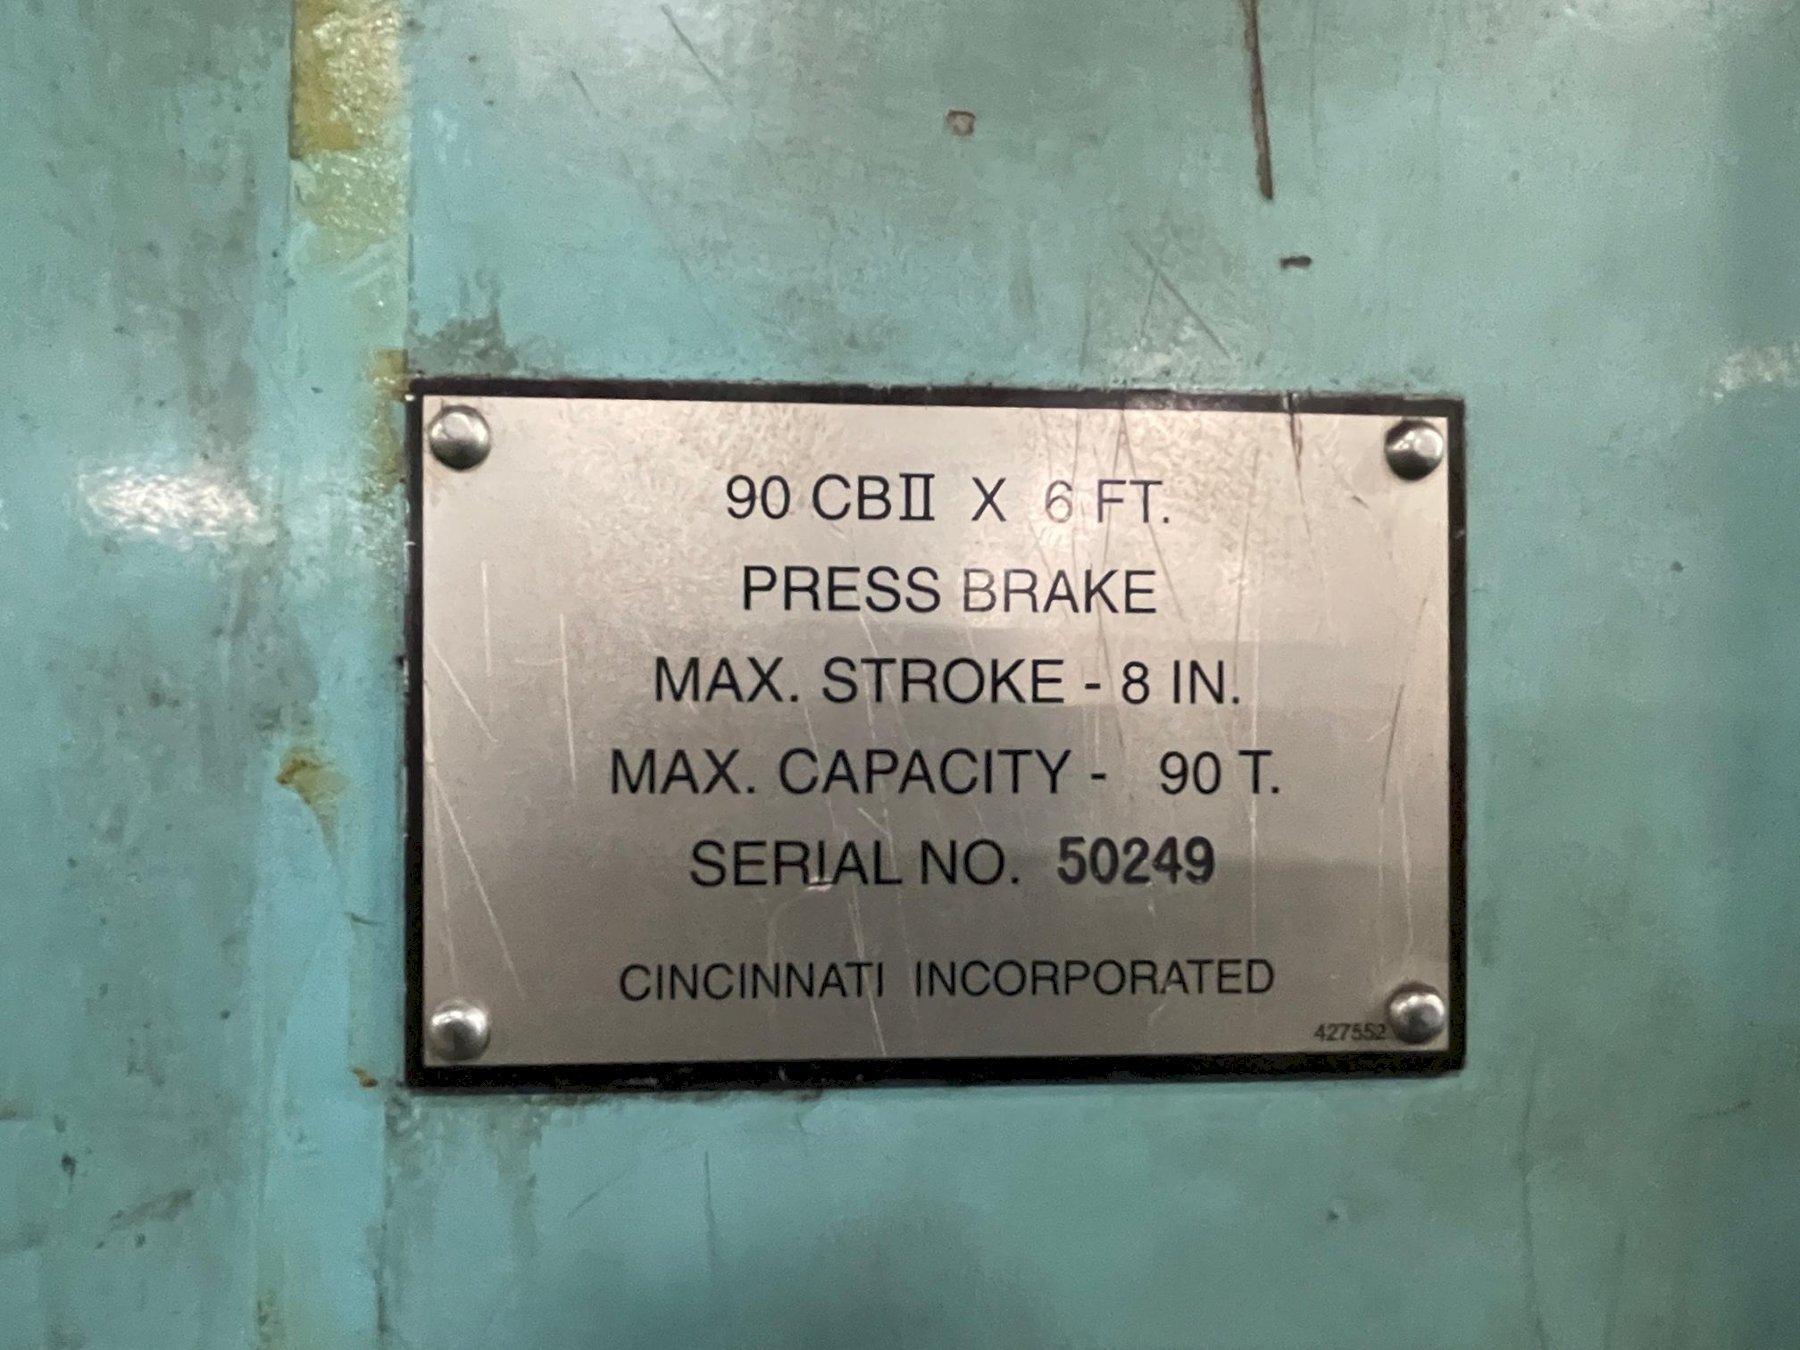 90 CBII X 6 FT.
PRESS BRAKE
MAX. STROKE - 8 IN.
MAX. CAPACITY - 90 T.
SERIAL NO. 50249
CINCINNATI INCORPORATED
427552